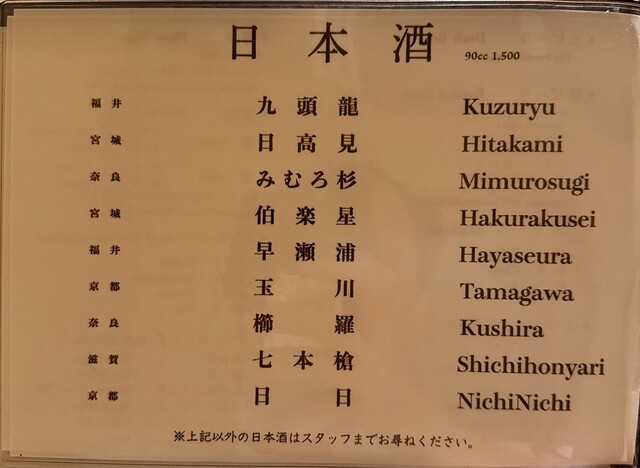 日本酒 90cc 1,500
福井 九頭龍 Kuzuryu
宮城 日高見 Hitakami
奈良 みむろ杉 Mimurosugi
宮城 伯楽星 Hakurakusei
福井 早瀬浦 Hayaseura
京都 玉川 Tamagawa
奈良 櫛羅 Kushira
滋賀 七本槍 Shichihonyari
京都 日日 NichiNichi
※上記以外の日本酒はスタッフまでお尋ねください。